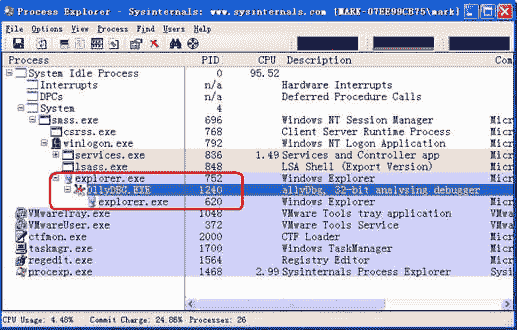 Process Explorer - Sysinternals: www.sysinternals.com [MARK-07EE99CB75\mark]
File Options View Process Find Users Help
Process PID CPU Description
System Idle Process 0 95.52
Interrupts n/a Hardware Interrupts
DPCs n/a Deferred Procedure Calls
System 4
smss.exe 696 Windows NT Session Manager Micr
csrss.exe 768 Client Server Runtime Process Micr
winlogon.exe 792 Windows NT Logon Application Micr
services.exe 836 1.49 Services and Controller app Micr
lsass.exe 848 LSA Shell (Export Version) Micr
explorer.exe 752 Windows Explorer Micr
OllyDBG.EXE 1240 allyDbg, 32-bit analysing debugger
explorer.exe 620 Windows Explorer Micr
VMwareTray.exe 1048 VMware Tools tray application VMwa
VMwareUser.exe 372 VMware Tools Service VMwa
ctfmon.exe 2000 CTF Loader Micr
taskmgr.exe 1700 Windows TaskManager Micr
regedit.exe 1564 Registry Editor Micr
procexp.exe 1468 2.99 Sysinternals Process Explorer Sysi
CPU Usage: 4.48% Commit Charge: 24.86% Processes: 26